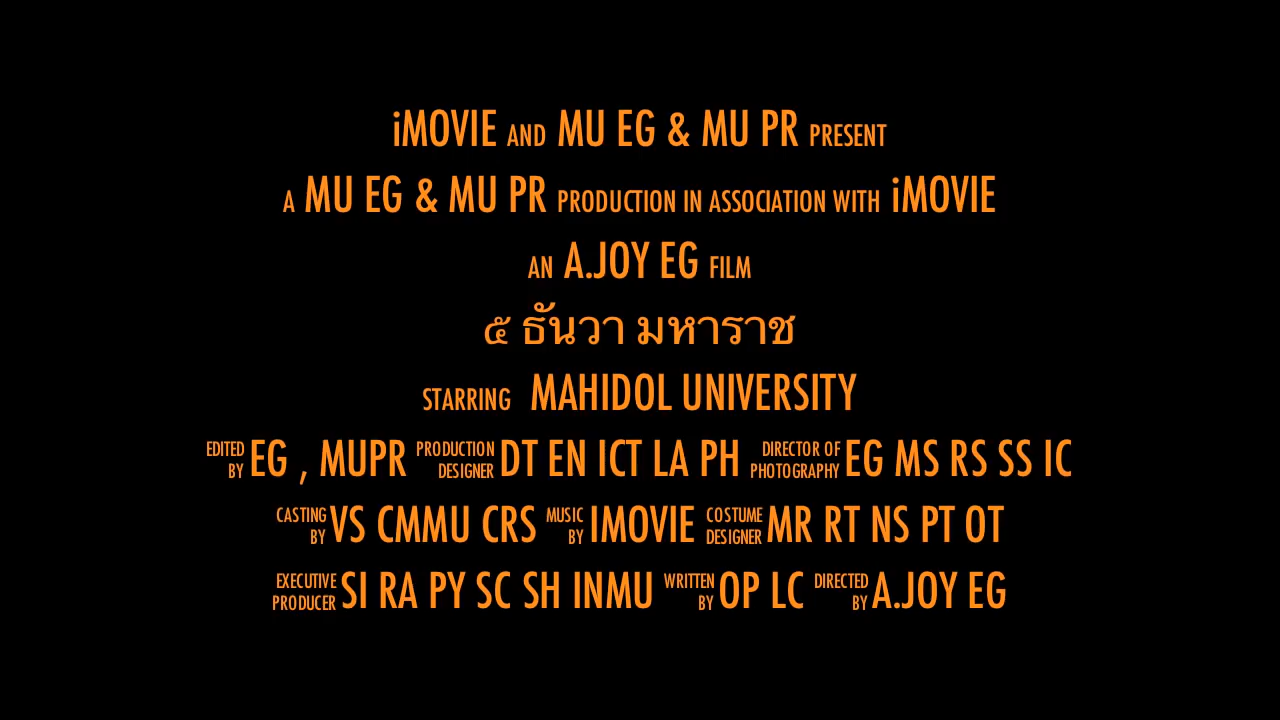 iMOVIE AND MU EG & MU PR PRESENT
A MU EG & MU PR PRODUCTION IN ASSOCIATION WITH iMOVIE
AN A.JOY EG FILM
๕ ธันวา มหาราช
STARRING MAHIDOL UNIVERSITY
EDITED BY EG , MUPR PRODUCTION DESIGNER DT EN ICT LA PH DIRECTOR OF PHOTOGRAPHY EG MS RS SS IC
CASTING BY VS CMMU CRS MUSIC BY IMOVIE COSTUME DESIGNER MR RT NS PT OT
EXECUTIVE PRODUCER SI RA PY SC SH INMU WRITTEN BY OP LC DIRECTED BY A.JOY EG